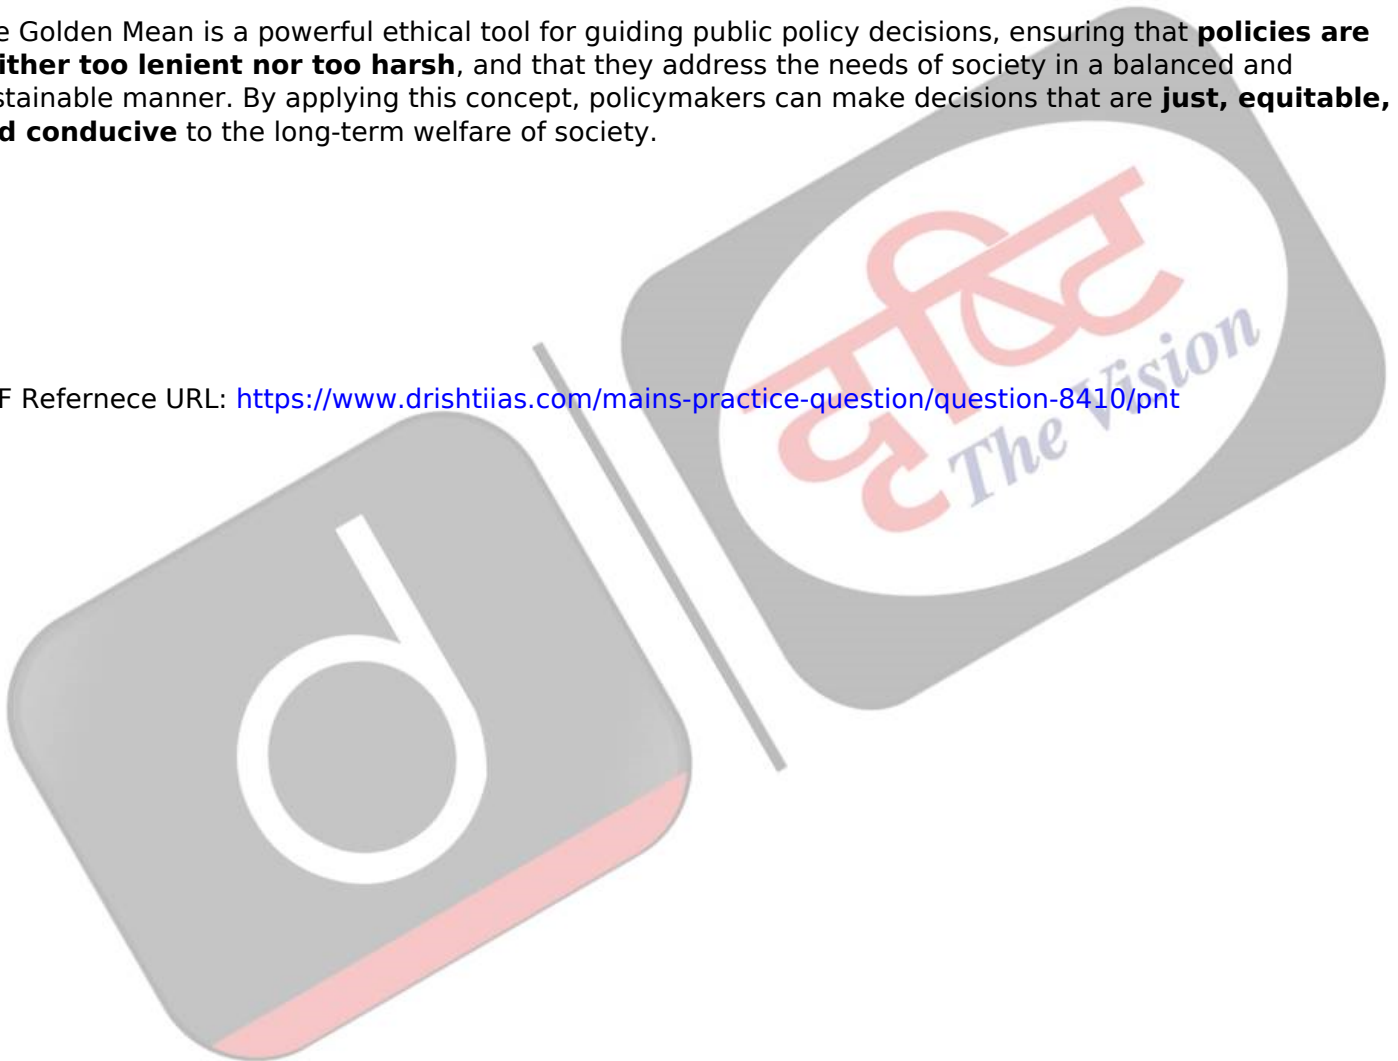 e Golden Mean is a powerful ethical tool for guiding public policy decisions, ensuring that policies are
ither too lenient nor too harsh, and that they address the needs of society in a balanced and
stainable manner. By applying this concept, policymakers can make decisions that are just, equitable,
d conducive to the long-term welfare of society.
दृष्टि
The Vision
F Refernece URL: https://www.drishtiias.com/mains-practice-question/question-8410/pnt
d